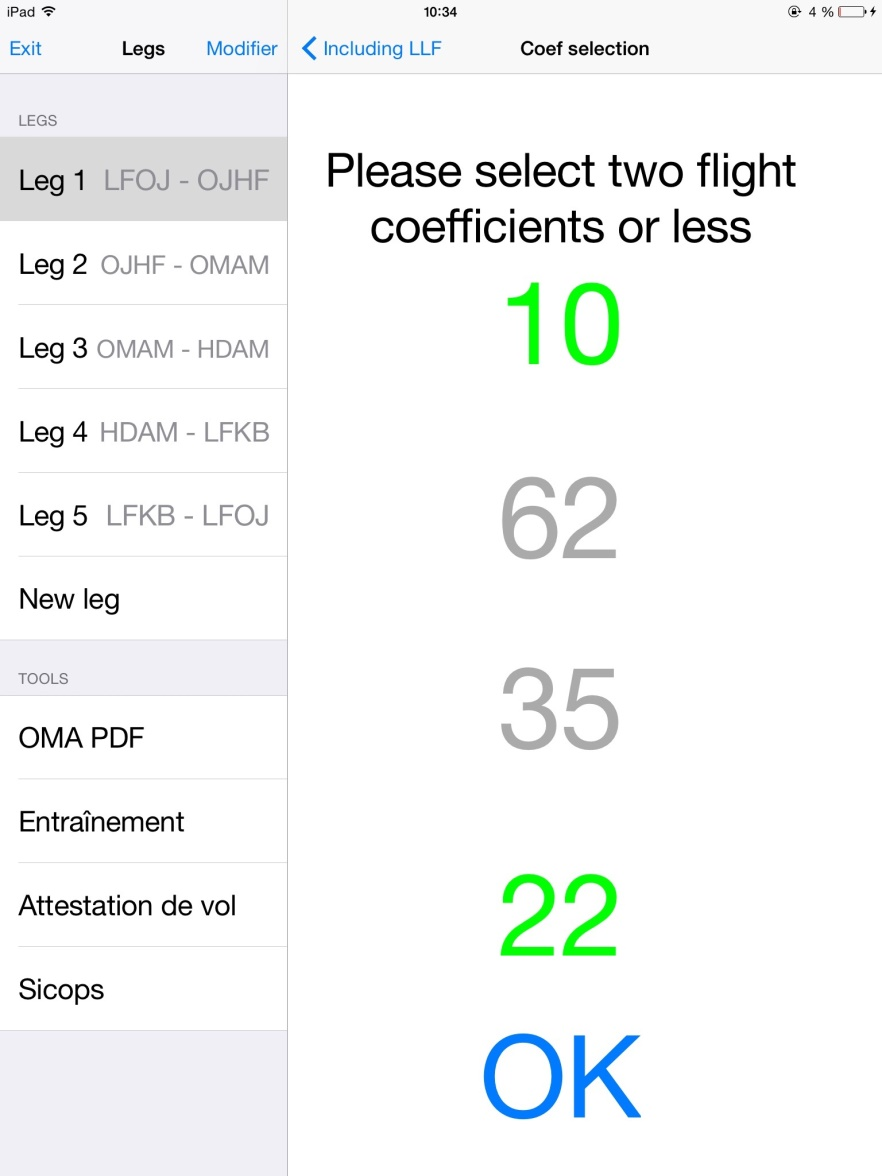 iPad 10:34 4 %
Exit Legs Modifier
Including LLF Coef selection
LEGS
Leg 1 LFOJ - OJHF
Leg 2 OJHF - OMAM
Leg 3 OMAM - HDAM
Leg 4 HDAM - LFKB
Leg 5 LFKB - LFOJ
New leg
TOOLS
OMA PDF
Entraînement
Attestation de vol
Sicops
Please select two flight
coefficients or less
10
62
35
22
OK